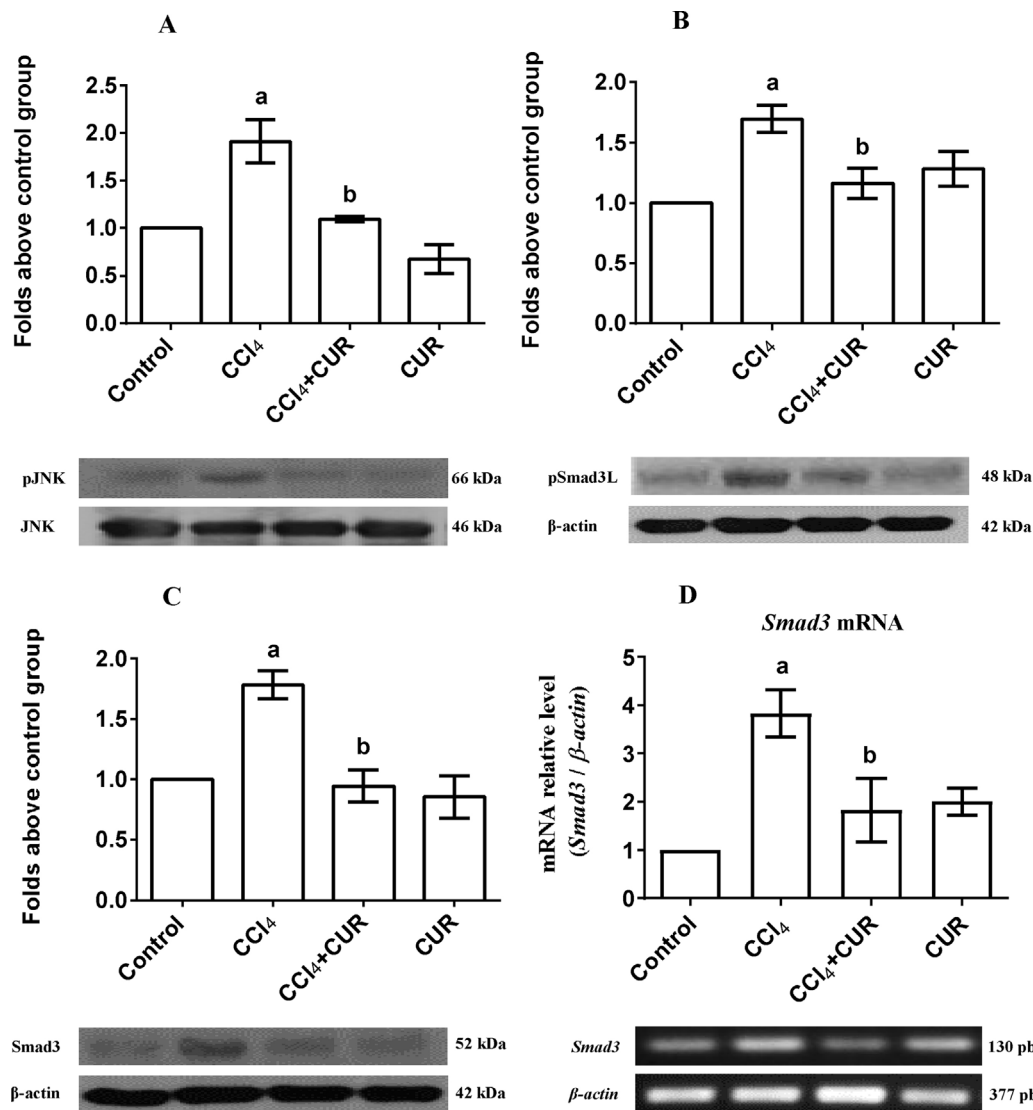 A
Folds above control group
2.5
2.0
1.5
1.0
0.5
0.0
a
b
Control
CCl₄
CCl₄+CUR
CUR
pJNK
66 kDa
JNK
46 kDa
B
Folds above control group
2.0
1.5
1.0
0.5
0.0
a
b
Control
CCl₄
CCl₄+CUR
CUR
pSmad3L
48 kDa
β-actin
42 kDa
C
Folds above control group
2.0
1.5
1.0
0.5
0.0
a
b
Control
CCl₄
CCl₄+CUR
CUR
Smad3
52 kDa
β-actin
42 kDa
D
Smad3 mRNA
mRNA relative level
(Smad3 / β-actin)
5
4
3
2
1
0
a
b
Control
CCl₄
CCl₄+CUR
CUR
Smad3
130 pb
β-actin
377 pb